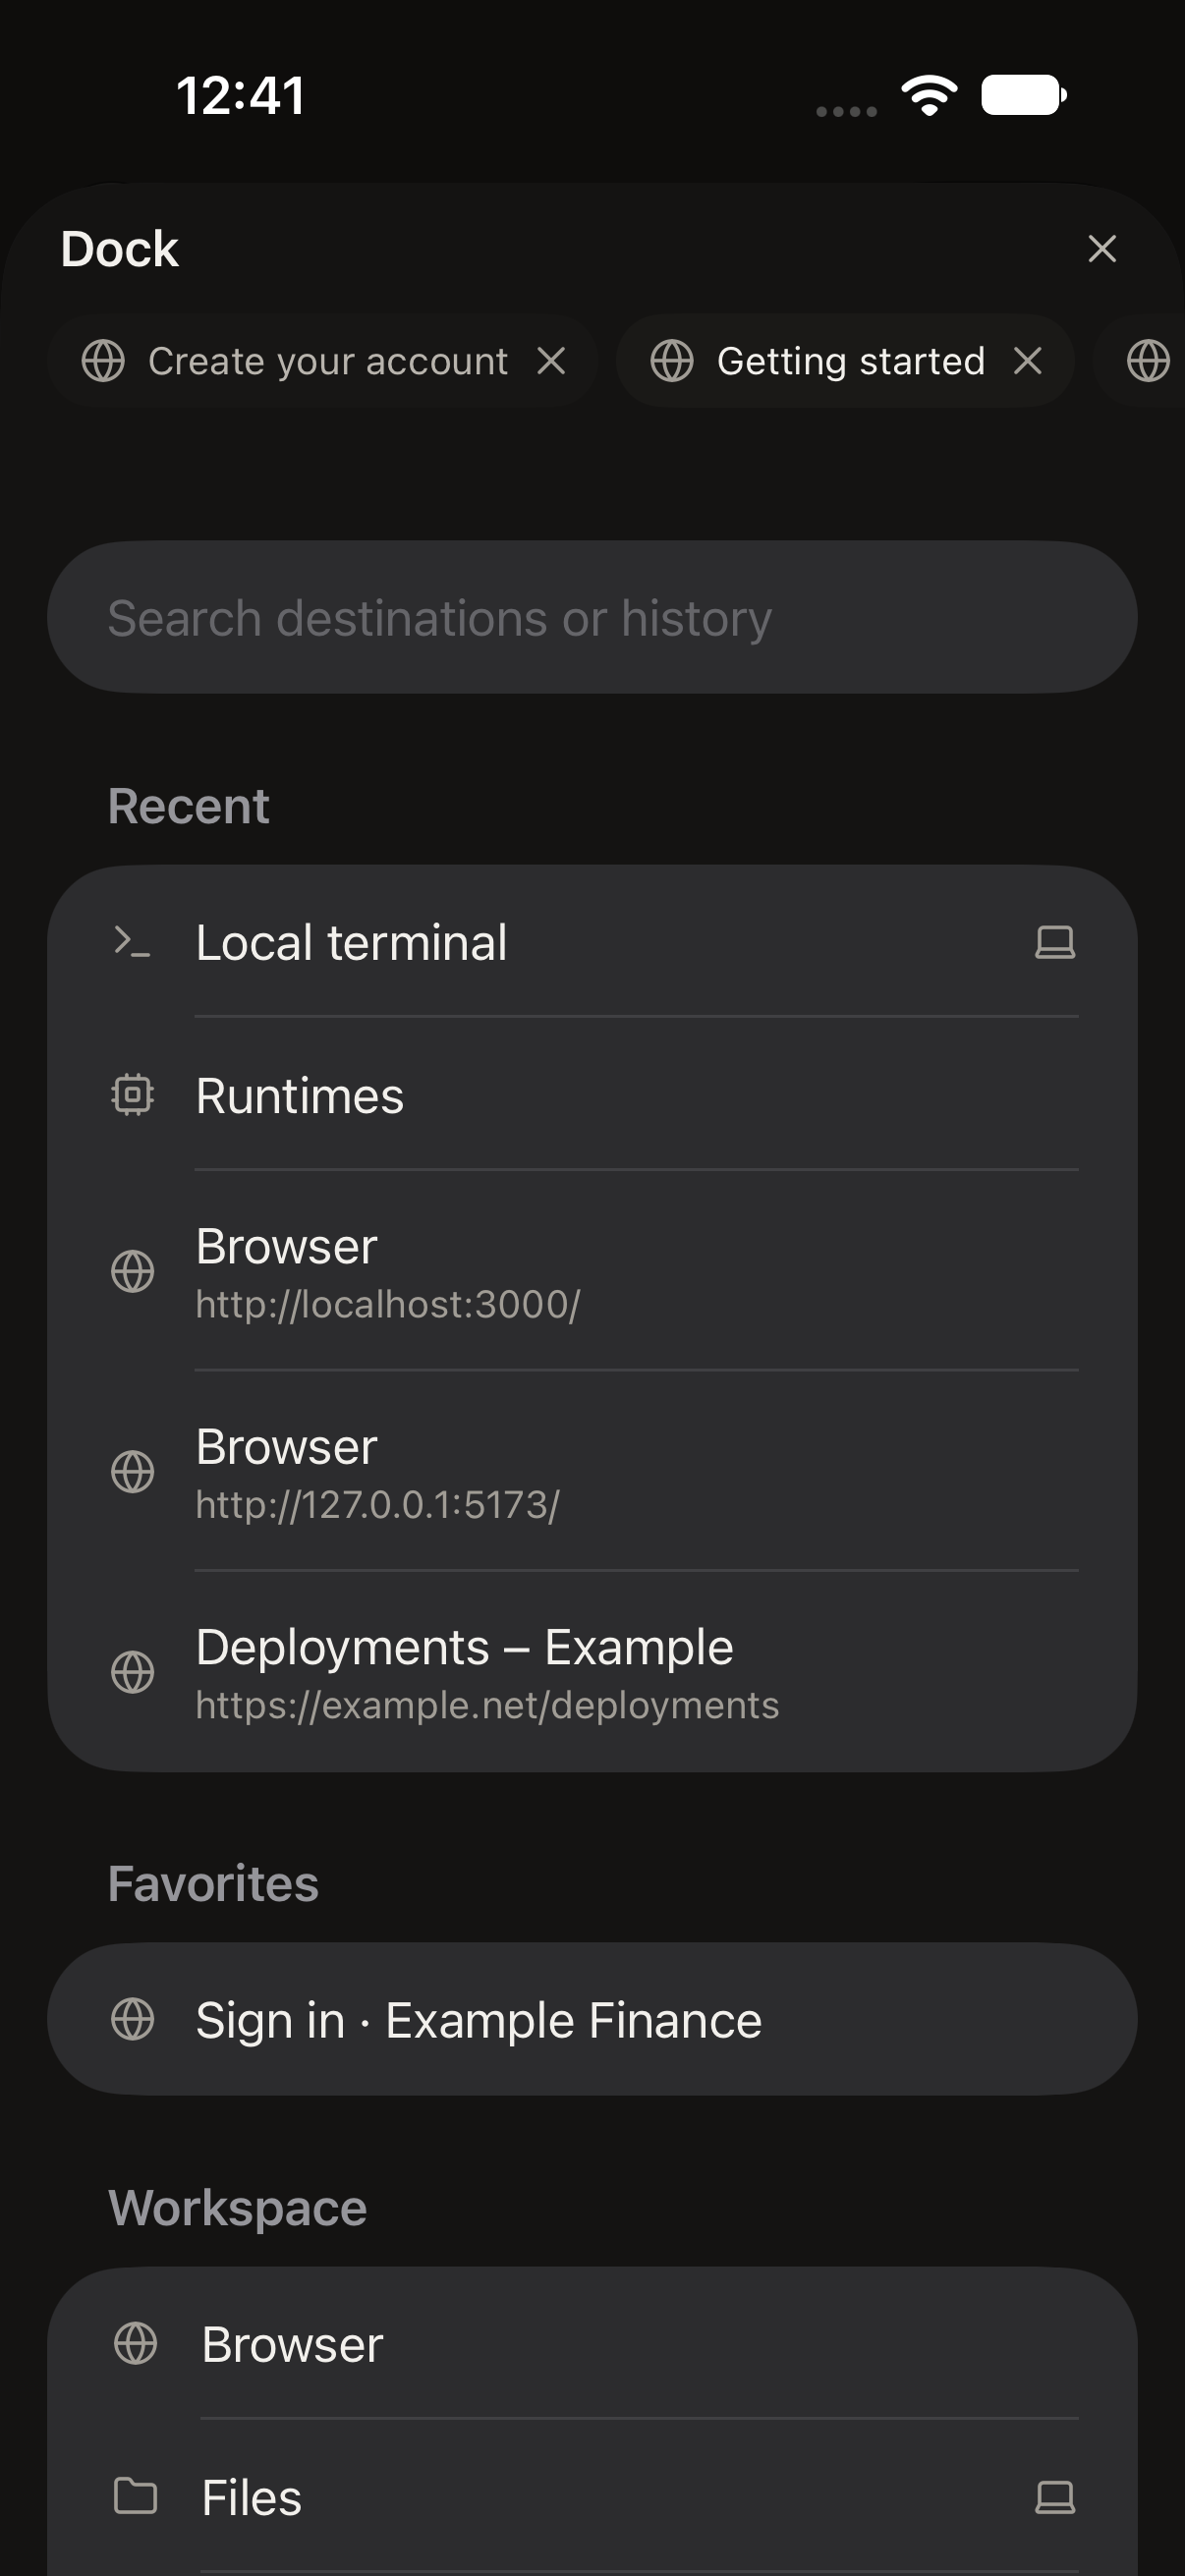 12:41
Dock
Create your account
Getting started
Search destinations or history
Recent
Local terminal
Runtimes
Browser
http://localhost:3000/
Browser
http://127.0.0.1:5173/
Deployments – Example
https://example.net/deployments
Favorites
Sign in · Example Finance
Workspace
Browser
Files